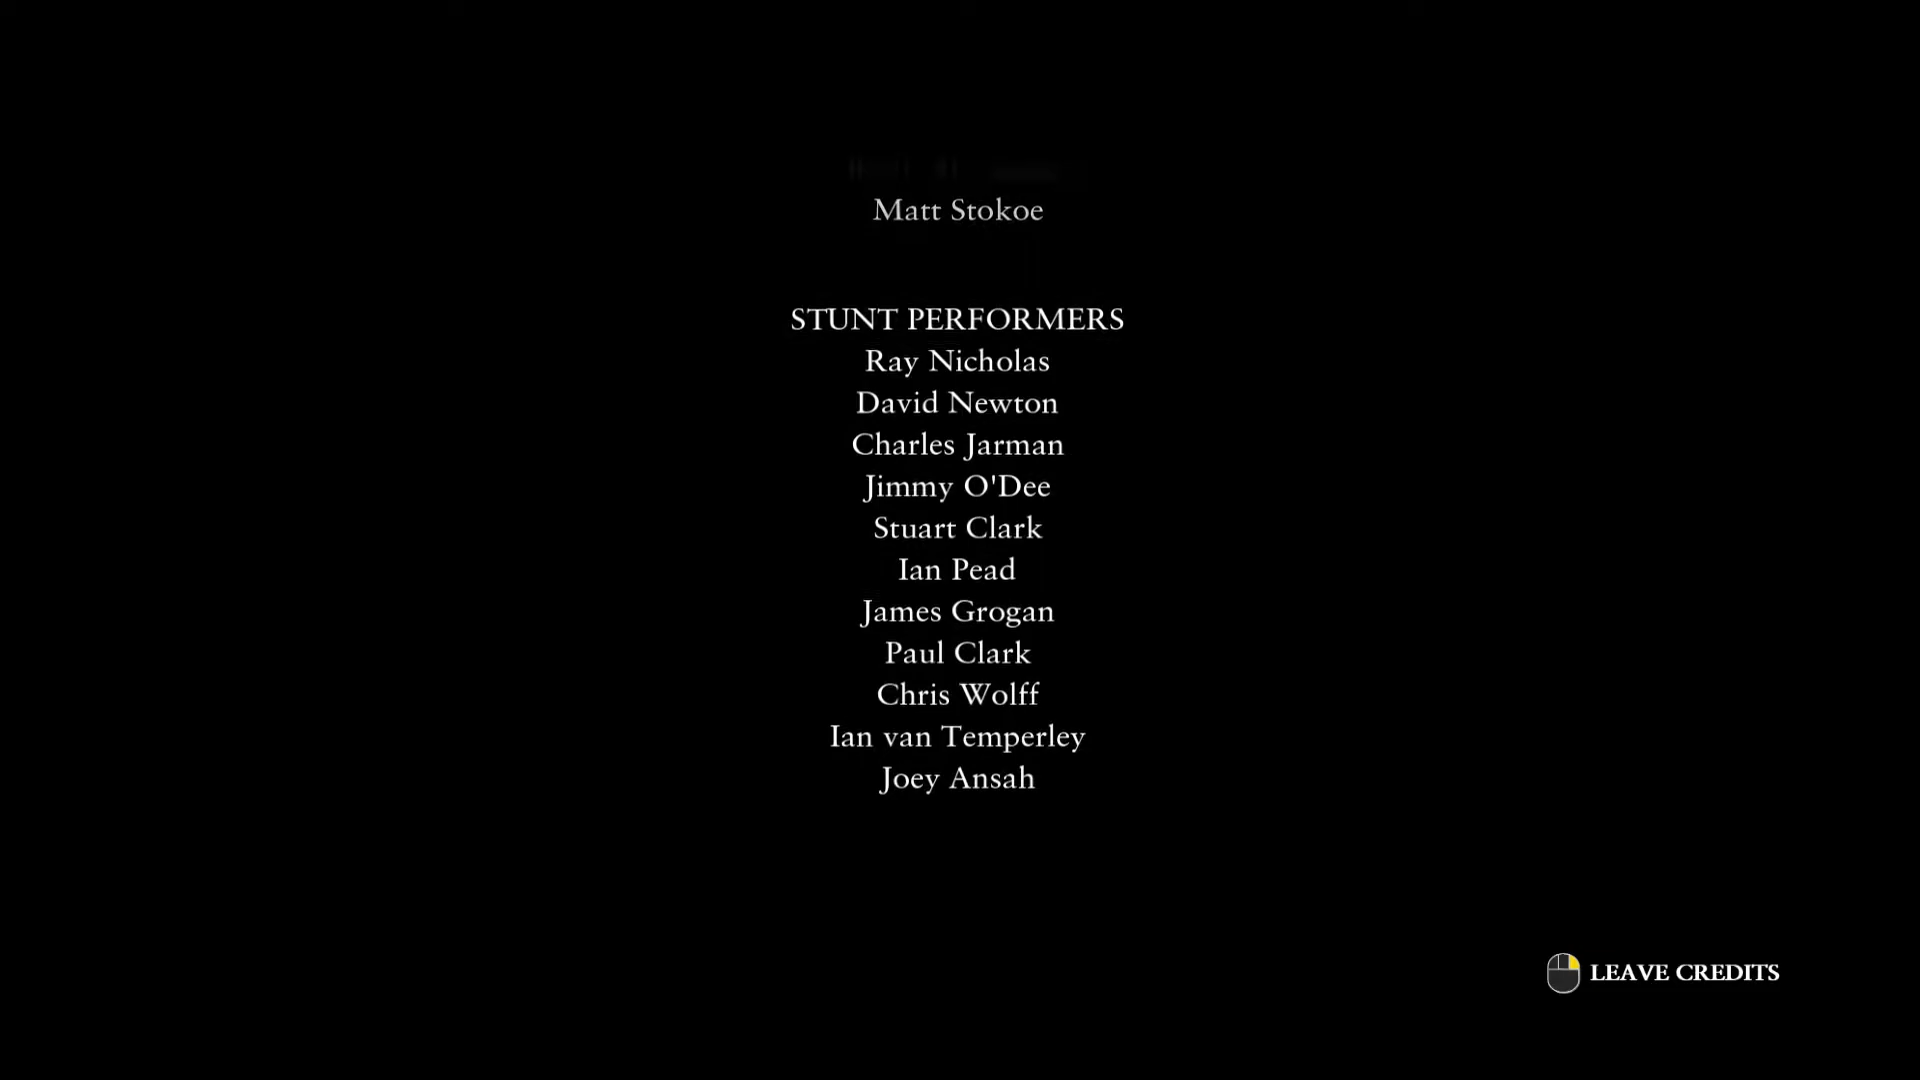 Matt Stokoe
STUNT PERFORMERS
Ray Nicholas
David Newton
Charles Jarman
Jimmy O'Dee
Stuart Clark
Ian Pead
James Grogan
Paul Clark
Chris Wolff
Ian van Temperley
Joey Ansah
LEAVE CREDITS